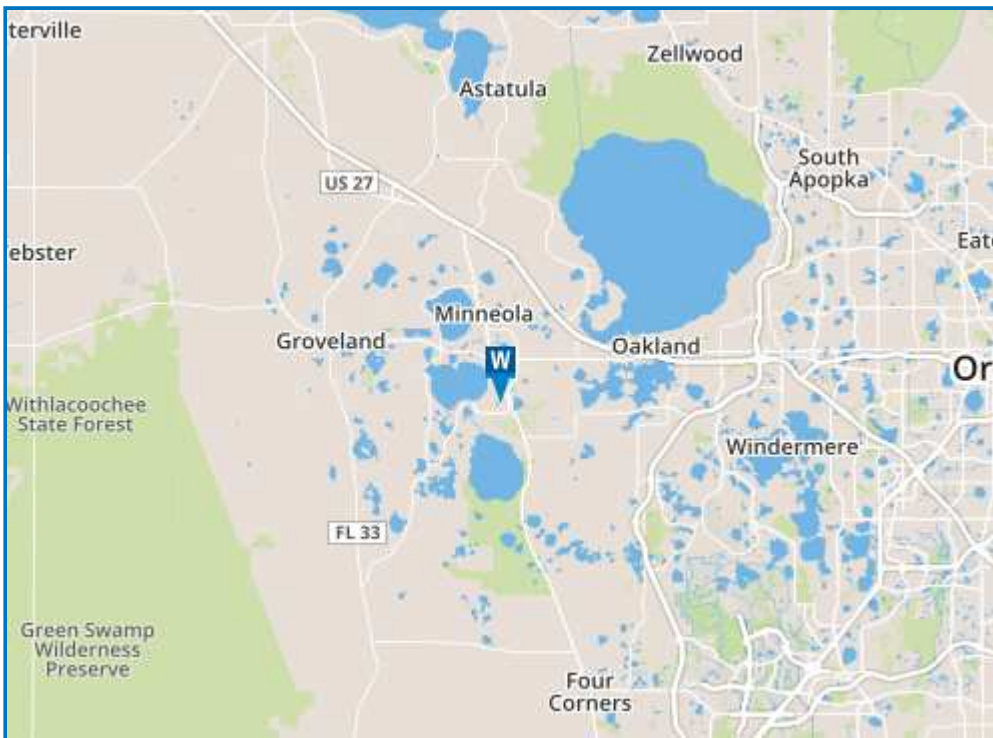 terville
Zellwood
Astatula
South
Apopka
US 27
Eato
ebster
Minneola
Groveland
Oakland
W
Or
Withlacoochee
State Forest
Windermere
FL 33
Green Swamp
Wilderness
Preserve
Four
Corners